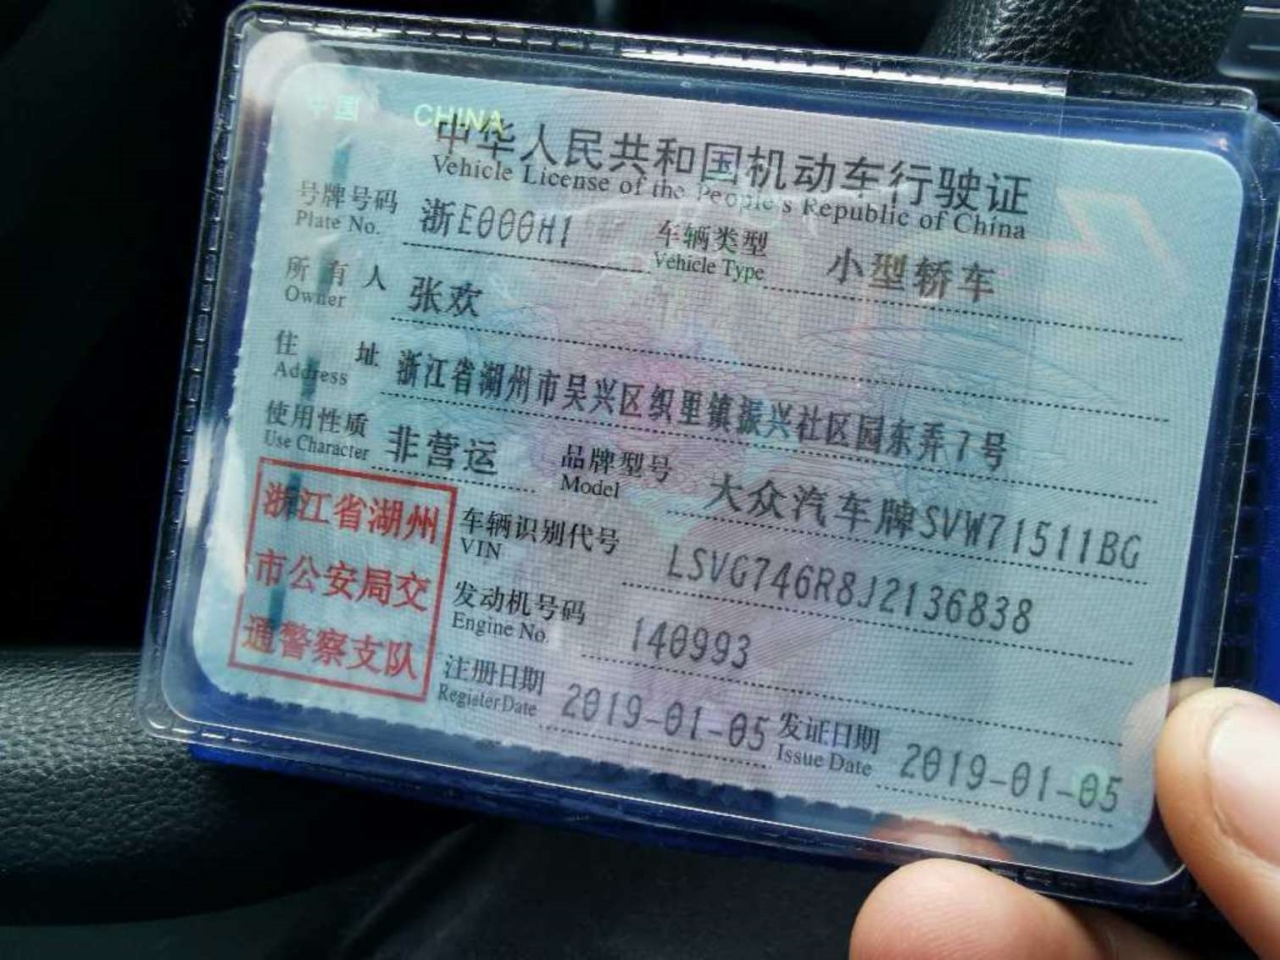 中国 CHINA
中华人民共和国机动车行驶证
Vehicle License of the People's Republic of China
号牌号码 浙E000H1 车辆类型 小型轿车
Plate No. Vehicle Type
所有人 张欢
Owner
住址 浙江省湖州市吴兴区织里镇振兴社区园东弄7号
Address
使用性质 非营运 品牌型号 大众汽车牌SVW71511BG
Use Character Model
浙江省湖州
市公安局交
通警察支队
车辆识别代号 LSVG746R8J2136838
VIN
发动机号码 140993
Engine No.
注册日期 2019-01-05 发证日期 2019-01-05
Register Date Issue Date